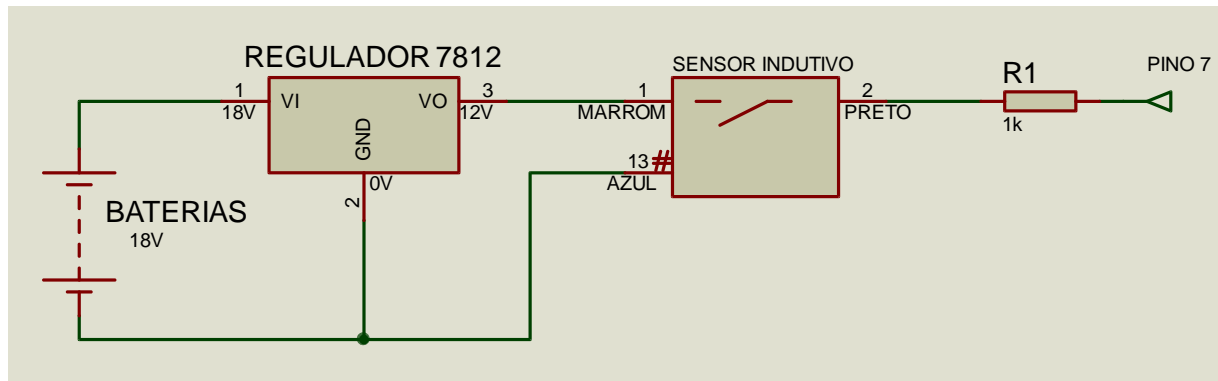 REGULADOR 7812
SENSOR INDUTIVO
R1
PINO 7
1
VI
VO
3
1
2
18V
12V
MARROM
PRETO
1k
GND
13
0V
AZUL
2
BATERIAS
18V